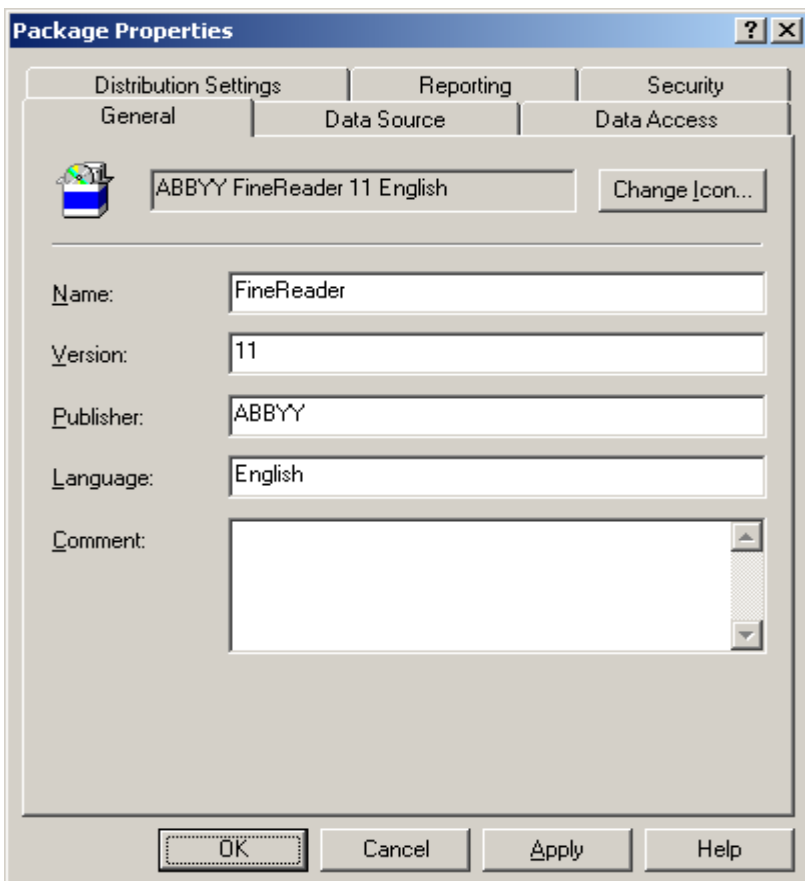 Package Properties
Distribution Settings Reporting Security
General Data Source Data Access
ABBYY FineReader 11 English Change Icon...
Name: FineReader
Version: 11
Publisher: ABBYY
Language: English
Comment:
OK Cancel Apply Help